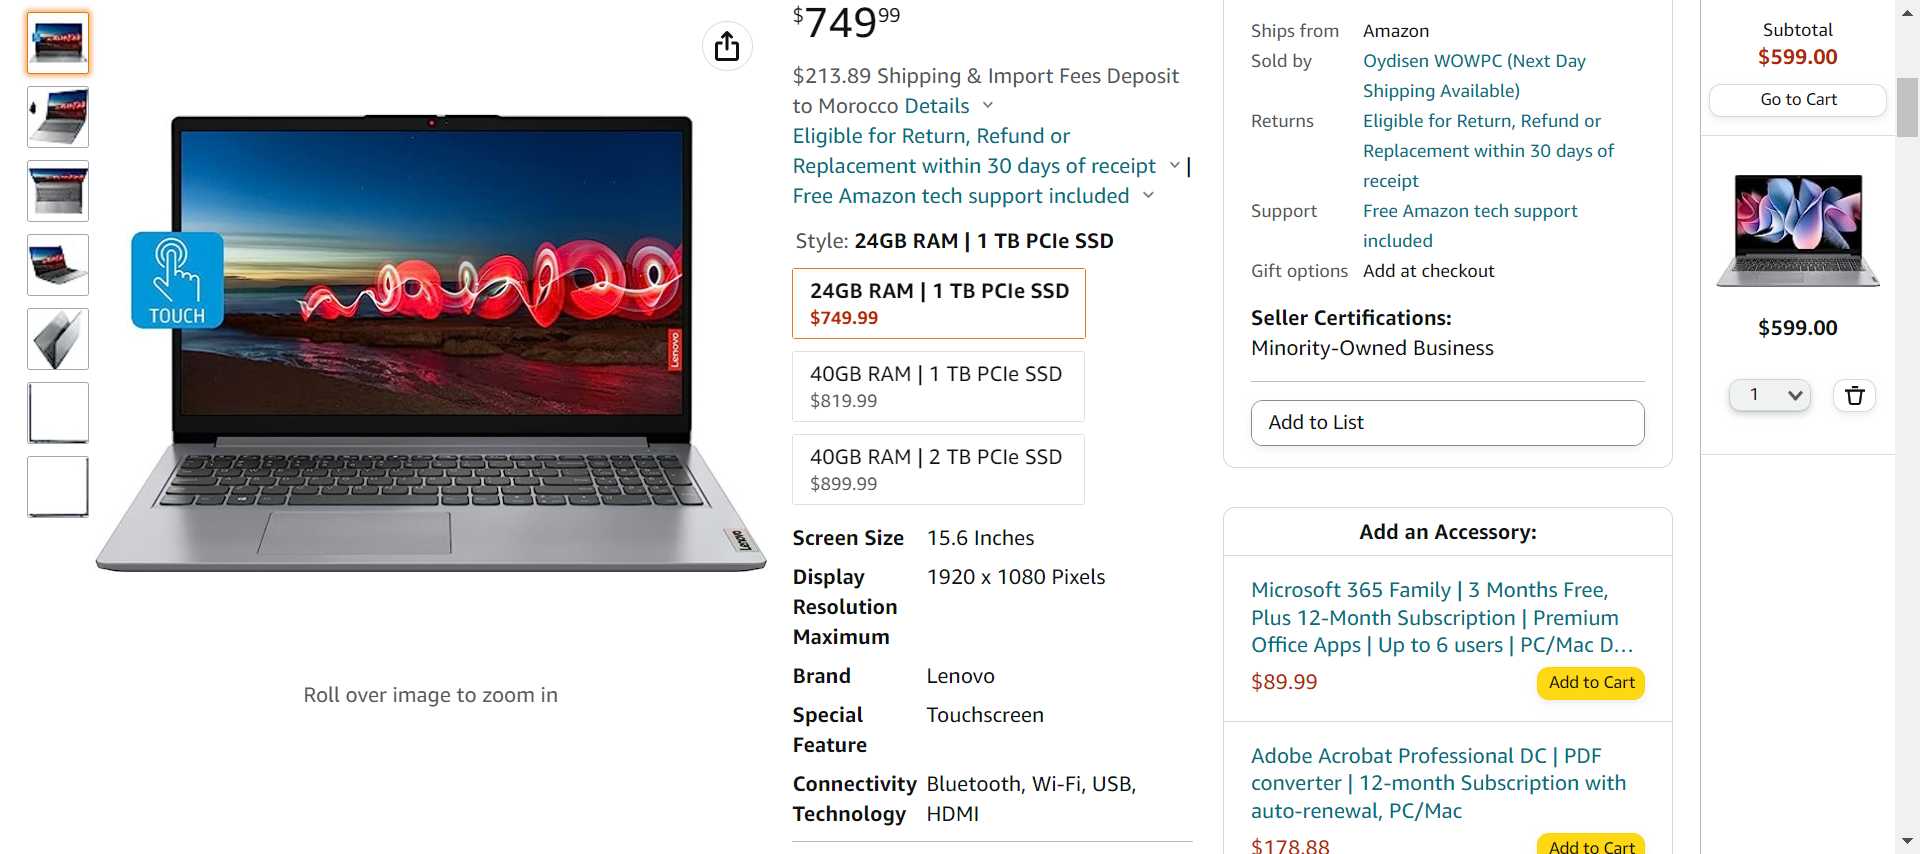 TOUCH
Lenovo
Lenovo
Roll over image to zoom in
$749.99
$213.89 Shipping & Import Fees Deposit
to Morocco Details
Eligible for Return, Refund or
Replacement within 30 days of receipt |
Free Amazon tech support included
Style: 24GB RAM | 1 TB PCIe SSD
24GB RAM | 1 TB PCIe SSD
$749.99
40GB RAM | 1 TB PCIe SSD
$819.99
40GB RAM | 2 TB PCIe SSD
$899.99
Screen Size 15.6 Inches
Display 1920 x 1080 Pixels
Resolution
Maximum
Brand Lenovo
Special Touchscreen
Feature
Connectivity Bluetooth, Wi-Fi, USB,
Technology HDMI
Ships from Amazon
Sold by Oydisen WOWPC (Next Day
Shipping Available)
Returns Eligible for Return, Refund or
Replacement within 30 days of
receipt
Support Free Amazon tech support
included
Gift options Add at checkout
Seller Certifications:
Minority-Owned Business
Add to List
Add an Accessory:
Microsoft 365 Family | 3 Months Free,
Plus 12-Month Subscription | Premium
Office Apps | Up to 6 users | PC/Mac D...
$89.99 Add to Cart
Adobe Acrobat Professional DC | PDF
converter | 12-month Subscription with
auto-renewal, PC/Mac
$178.88 Add to Cart
Subtotal
$599.00
Go to Cart
$599.00
1